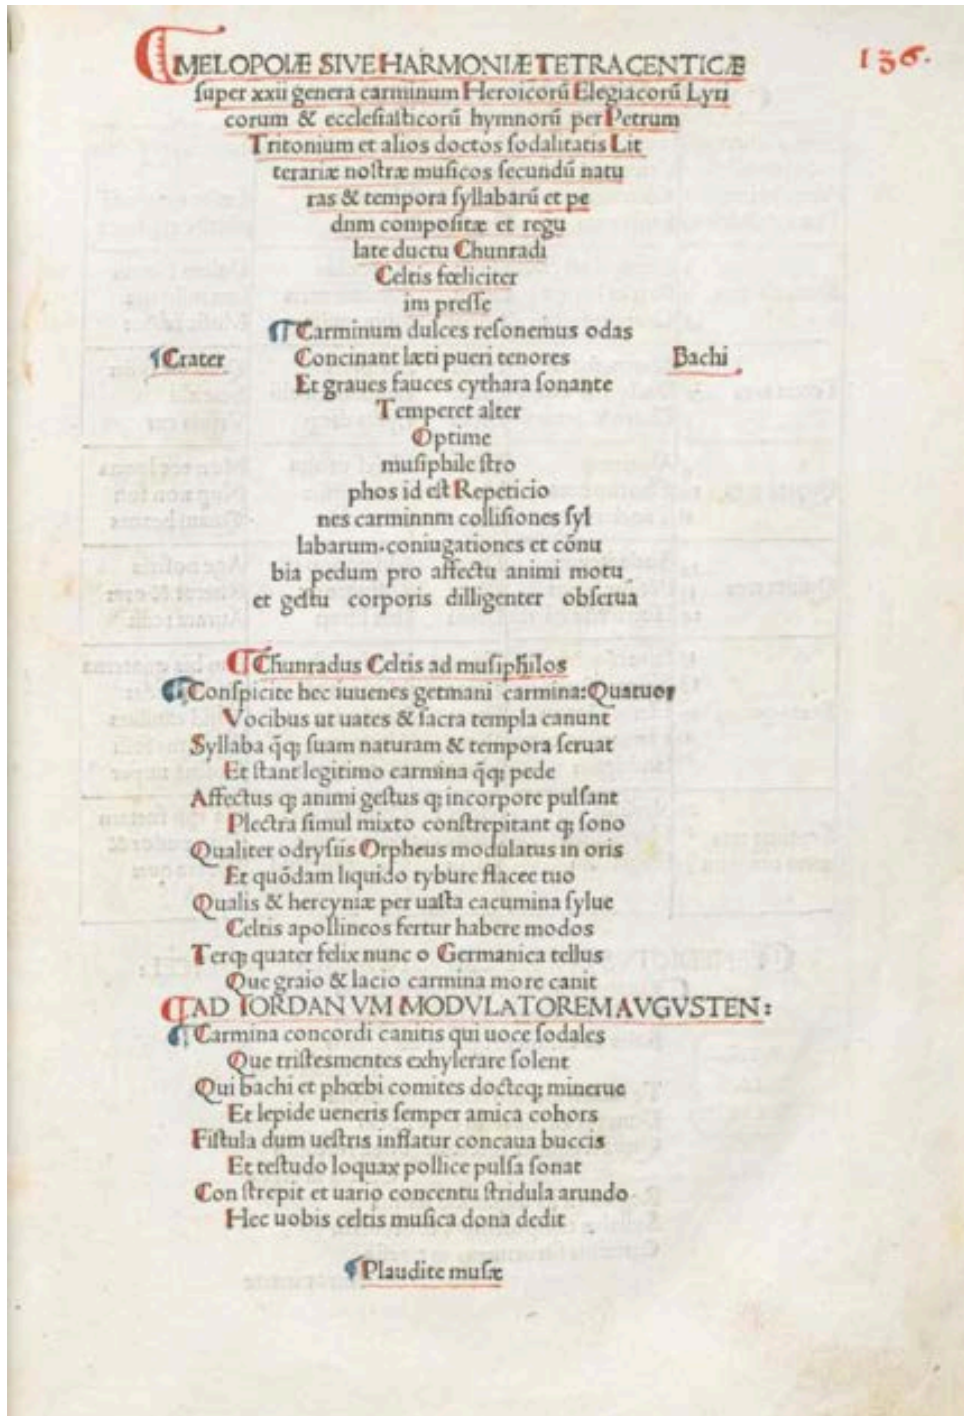 MELOPOIÆ SIVE HARMONIÆ TETRACENTICÆ
136.
super xxii genera carminum Heroicorū Elegiacorū Lyri
corum & ecclesiasticorū hymnorū per Petrum
Tritonium et alios doctos sodalitatis Lit
terariæ nostræ musicos secundū natu
ras & tempora syllabarū et pe
dnm compositæ et regu
late ductu Chunradi
Celtis fœliciter
im presse
¶ Carminum dulces resonemus odas
¶ Crater Concinant læti pueri tenores Bachi
Et graues fauces cythara sonante
Temperet alter
Optime
musiphile stro
phos id est Repeticio
nes carminnm collisiones syl
labarum.coniugationes et cōnu
bia pedum pro affectu animi motu
et gestu corporis dilligenter obserua
Chunradus Celtis ad musiphilos
¶ Conspicite hec iuuenes germani carmina: Quatuor
Vocibus ut uates & sacra templa canunt
Syllaba q̄q; suam naturam & tempora seruat
Et stant legitimo carmina q̄q; pede
Affectus q; animi gestus q; incorpore pulsant
Plectra simul mixto constrepitant q; sono
Qualiter odrysiis Orpheus modulatus in oris
Et quōdam liquido tybure flacce tuo
Qualis & hercyniæ per uasta cacumina sylue
Celtis apollineos fertur habere modos
Terq; quater felix nunc o Germanica tellus
Que graio & lacio carmina more canit
AD IORDAN VM MODVLATOREM AVGVSTEN:
¶ Carmina concordi canitis qui uoce sodales
Que tristesmentes exhylerare solent
Qui bachi et phœbi comites docteq; minerue
Et lepide ueneris semper amica cohors
Fistula dum uestris inflatur concaua buccis
Et testudo loquax pollice pulsa sonat
Con strepit et uario concentu stridula arundo
Hec uobis celtis musica dona dedit
¶ Plaudite musæ